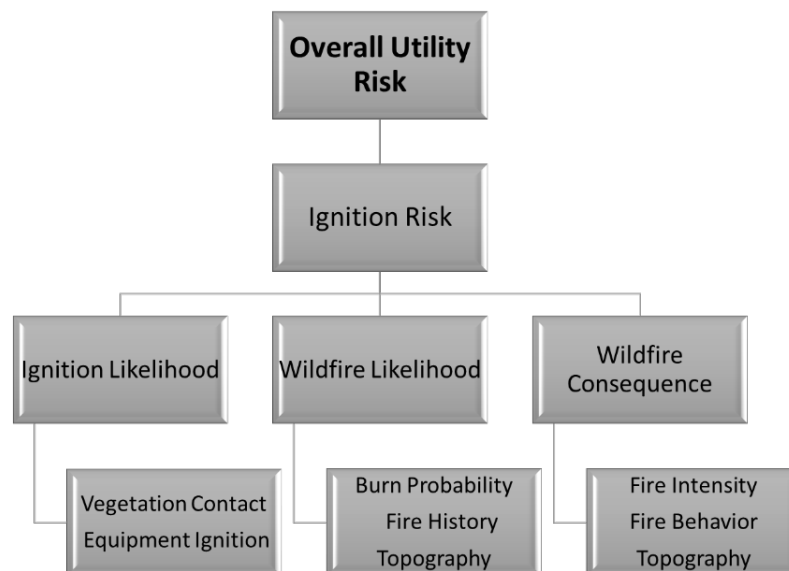 Overall Utility
Risk
Ignition Risk
Ignition Likelihood
Wildfire Likelihood
Wildfire
Consequence
Vegetation Contact
Equipment Ignition
Burn Probability
Fire History
Topography
Fire Intensity
Fire Behavior
Topography